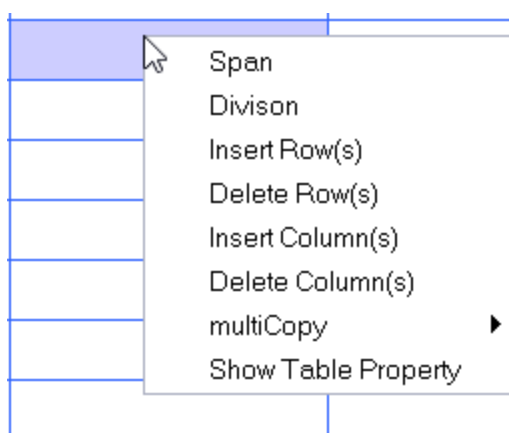 Span
Divison
Insert Row(s)
Delete Row(s)
Insert Column(s)
Delete Column(s)
multiCopy
Show Table Property